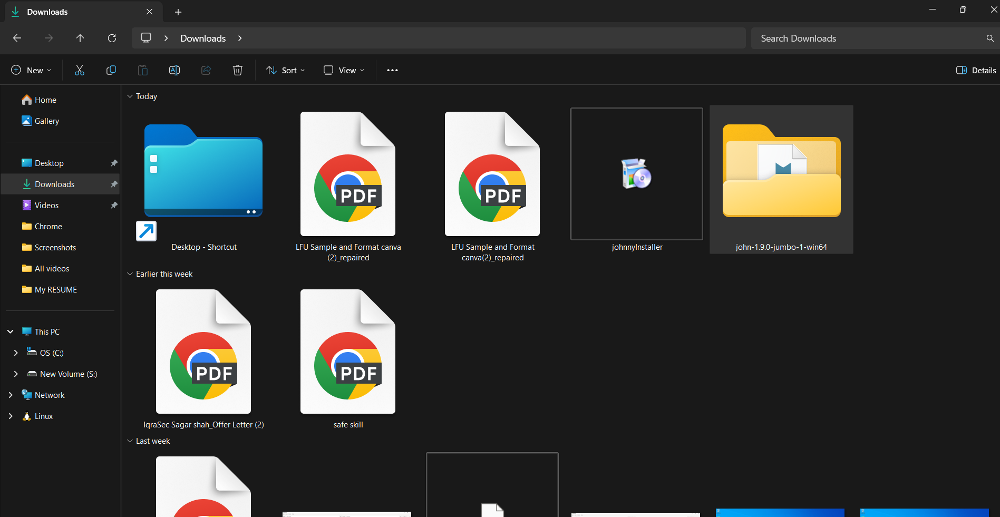 Downloads
Downloads
Search Downloads
New
Sort
View
Details
Home
Gallery
Desktop
Downloads
Videos
Chrome
Screenshots
All videos
My RESUME
This PC
OS (C:)
New Volume (S:)
Network
Linux
Today
Desktop - Shortcut
PDF
LFU Sample and Format canva
(2)_repaired
PDF
LFU Sample and Format
canva(2)_repaired
johnnyInstaller
john-1.9.0-jumbo-1-win64
Earlier this week
PDF
IqraSec Sagar shah_Offer Letter (2)
PDF
safe skill
Last week